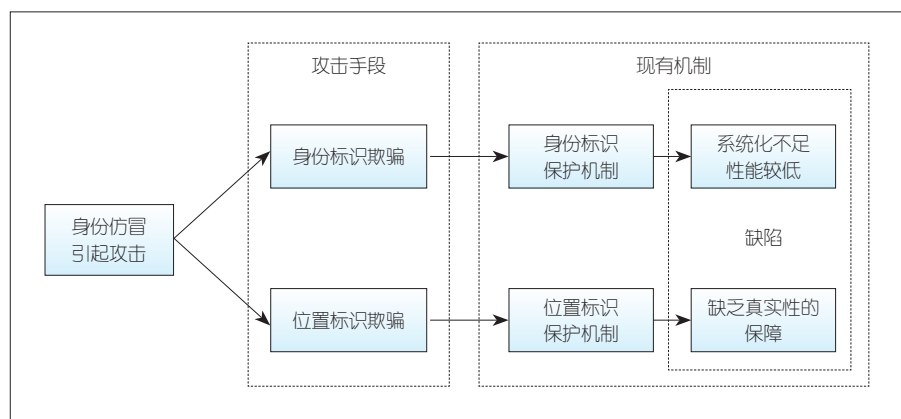 攻击手段
现有机制
身份标识欺骗
身份标识
保护机制
系统化不足
性能较低
身份仿冒
引起攻击
缺陷
位置标识欺骗
位置标识
保护机制
缺乏真实性的
保障